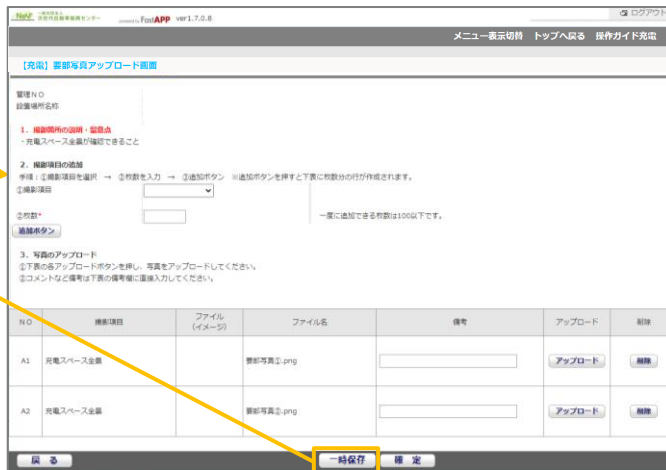 NeV 一般社団法人 次世代自動車振興センター powered by FastAPP ver1.7.0.8 ログアウト
メニュー表示切替 トップへ戻る 操作ガイド充電
【充電】要部写真アップロード画面
管理NO
設置場所名称
1. 撮影箇所の説明・留意点
・充電スペース全景が確認できること
2. 撮影項目の追加
手順：①撮影項目を選択 → ②枚数を入力 → ③追加ボタン ※追加ボタンを押すと下表に枚数分の行が作成されます。
①撮影項目
②枚数* 一度に追加できる枚数は100以下です。
追加ボタン
3. 写真のアップロード
①下表の各アップロードボタンを押し、写真をアップロードしてください。
②コメントなど備考は下表の備考欄に直接入力してください。
NO 撮影項目 ファイル(イメージ) ファイル名 備考 アップロード 削除
A1 充電スペース全景 要部写真①.png アップロード 削除
A2 充電スペース全景 要部写真②.png アップロード 削除
戻る 一時保存 確定